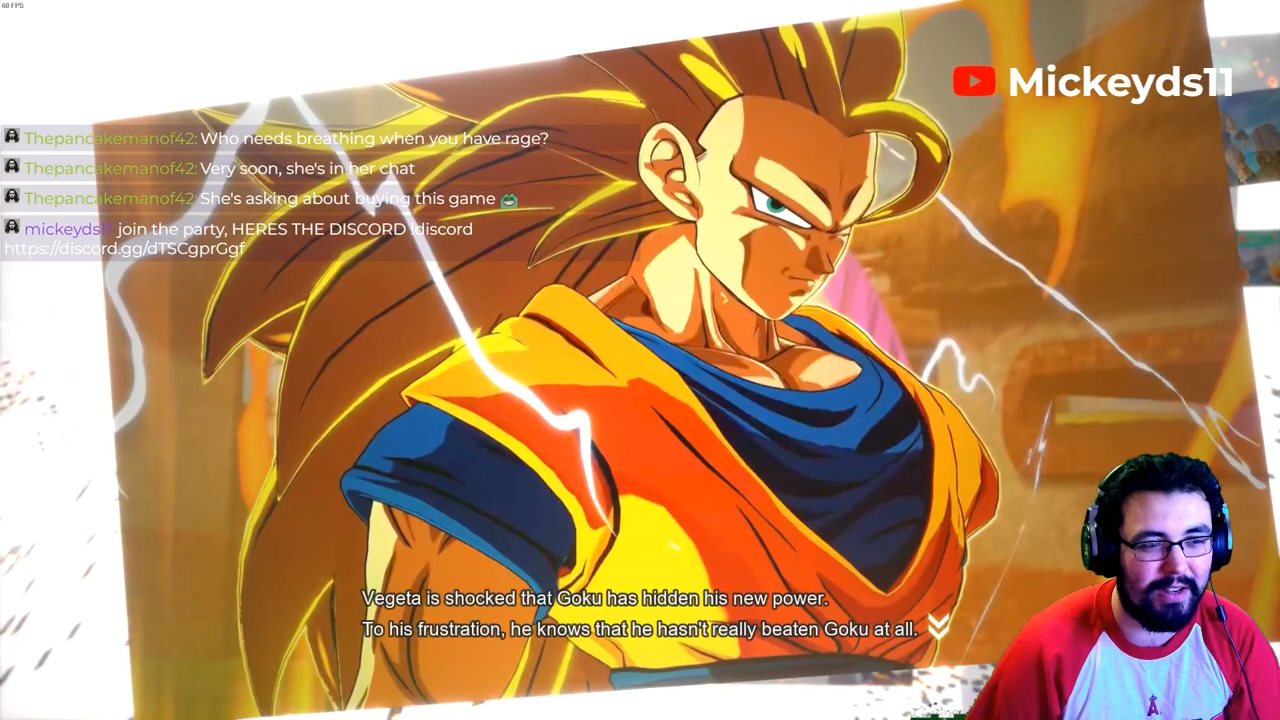 60 FPS
Mickeyds11
Thepancakemanof42: Who needs breathing when you have rage?
Thepancakemanof42: Very soon, she's in her chat
Thepancakemanof42: She's asking about buying this game
mickeyds11: join the party, HERES THE DISCORD !discord
https://discord.gg/dTSCgprGgf
Vegeta is shocked that Goku has hidden his new power.
To his frustration, he knows that he hasn't really beaten Goku at all.
A